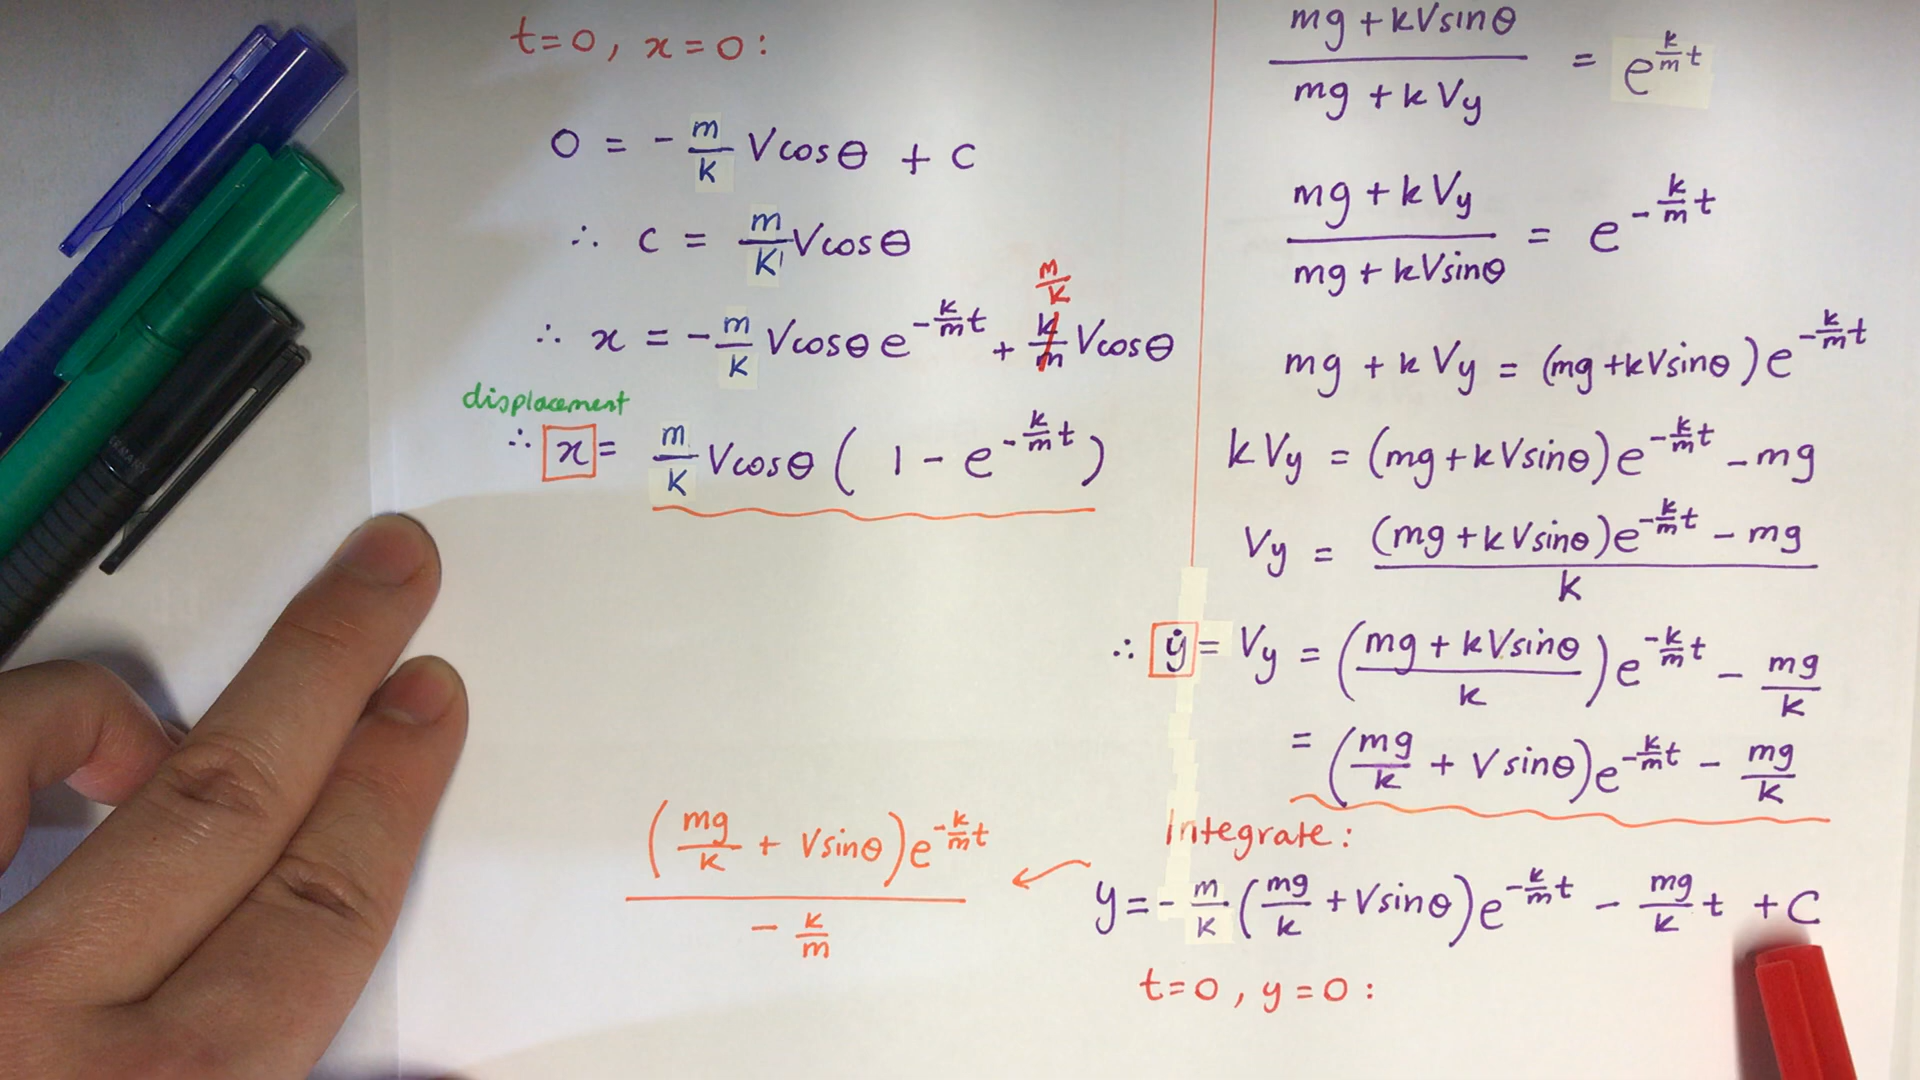 t=0, x=0:
0 = -m/k Vcosθ + C
∴ C = m/k Vcosθ
m/k
∴ x = -m/k Vcosθ e^(-k/m t) + k/m Vcosθ
displacement
∴ x = m/k Vcosθ (1 - e^(-k/m t))
(mg/k + Vsinθ)e^(-k/m t) / -k/m
(mg + kVsinθ)/(mg + kVy) = e^(k/m t)
(mg + kVy)/(mg + kVsinθ) = e^(-k/m t)
mg + kVy = (mg + kVsinθ)e^(-k/m t)
kVy = (mg + kVsinθ)e^(-k/m t) - mg
Vy = ((mg + kVsinθ)e^(-k/m t) - mg)/k
∴ ẏ = Vy = ((mg + kVsinθ)/k)e^(-k/m t) - mg/k
= (mg/k + Vsinθ)e^(-k/m t) - mg/k
Integrate:
y = -m/k (mg/k + Vsinθ)e^(-k/m t) - mg/k t + C
t=0, y=0: